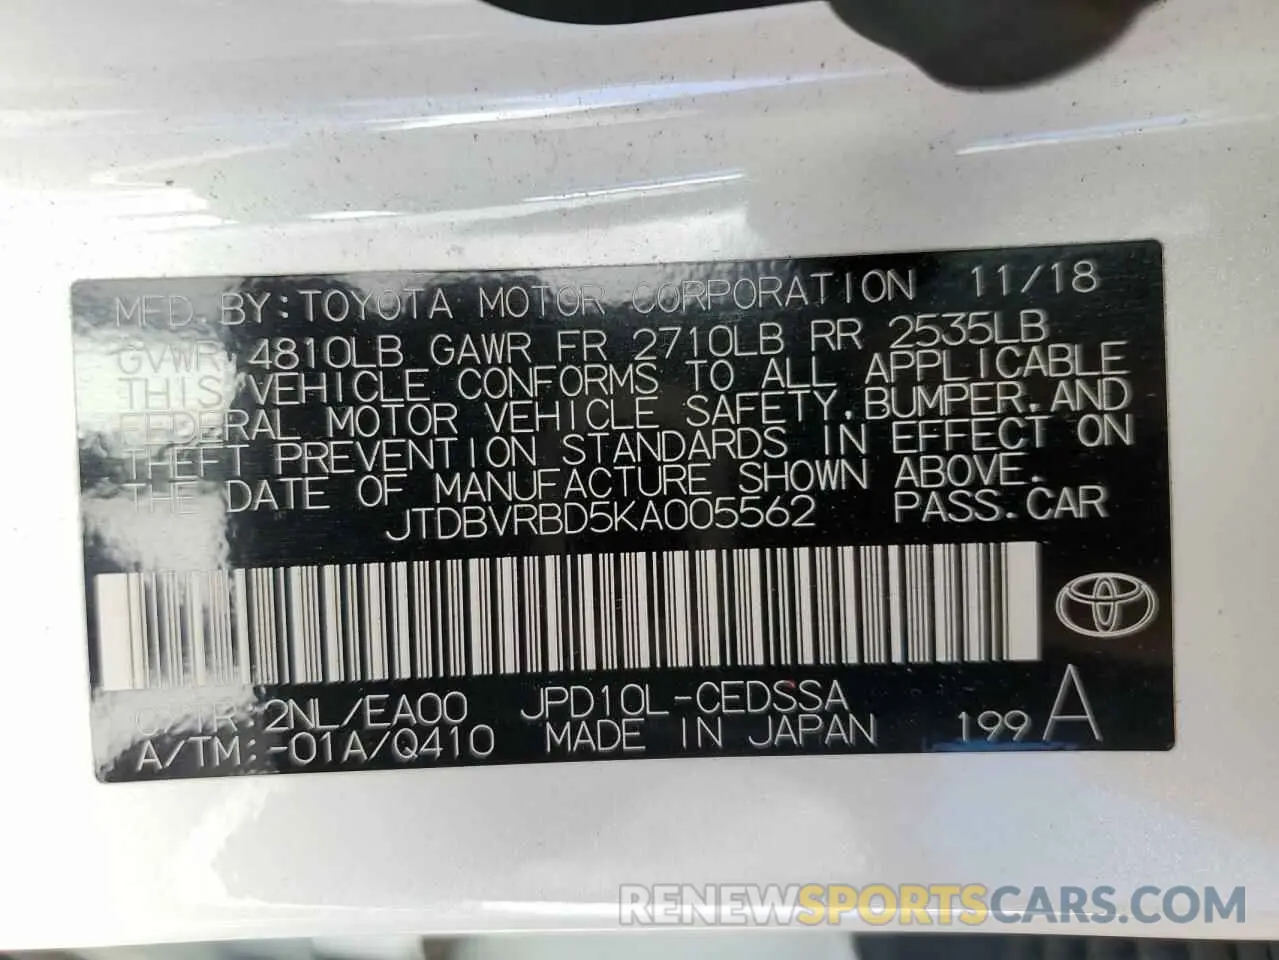 MFD. BY: TOYOTA MOTOR CORPORATION 11/18
GVWR 4810LB GAWR FR 2710LB RR 2535LB
THIS VEHICLE CONFORMS TO ALL APPLICABLE
FEDERAL MOTOR VEHICLE SAFETY, BUMPER, AND
THEFT PREVENTION STANDARDS IN EFFECT ON
THE DATE OF MANUFACTURE SHOWN ABOVE.
JTDBVRBD5KA005562 PASS. CAR
C/TR: 2NL/EA00 JPD10L-CEDSSA
A/TM: -01A/Q410 MADE IN JAPAN 199 A
RENEWSPORTSCARS.COM